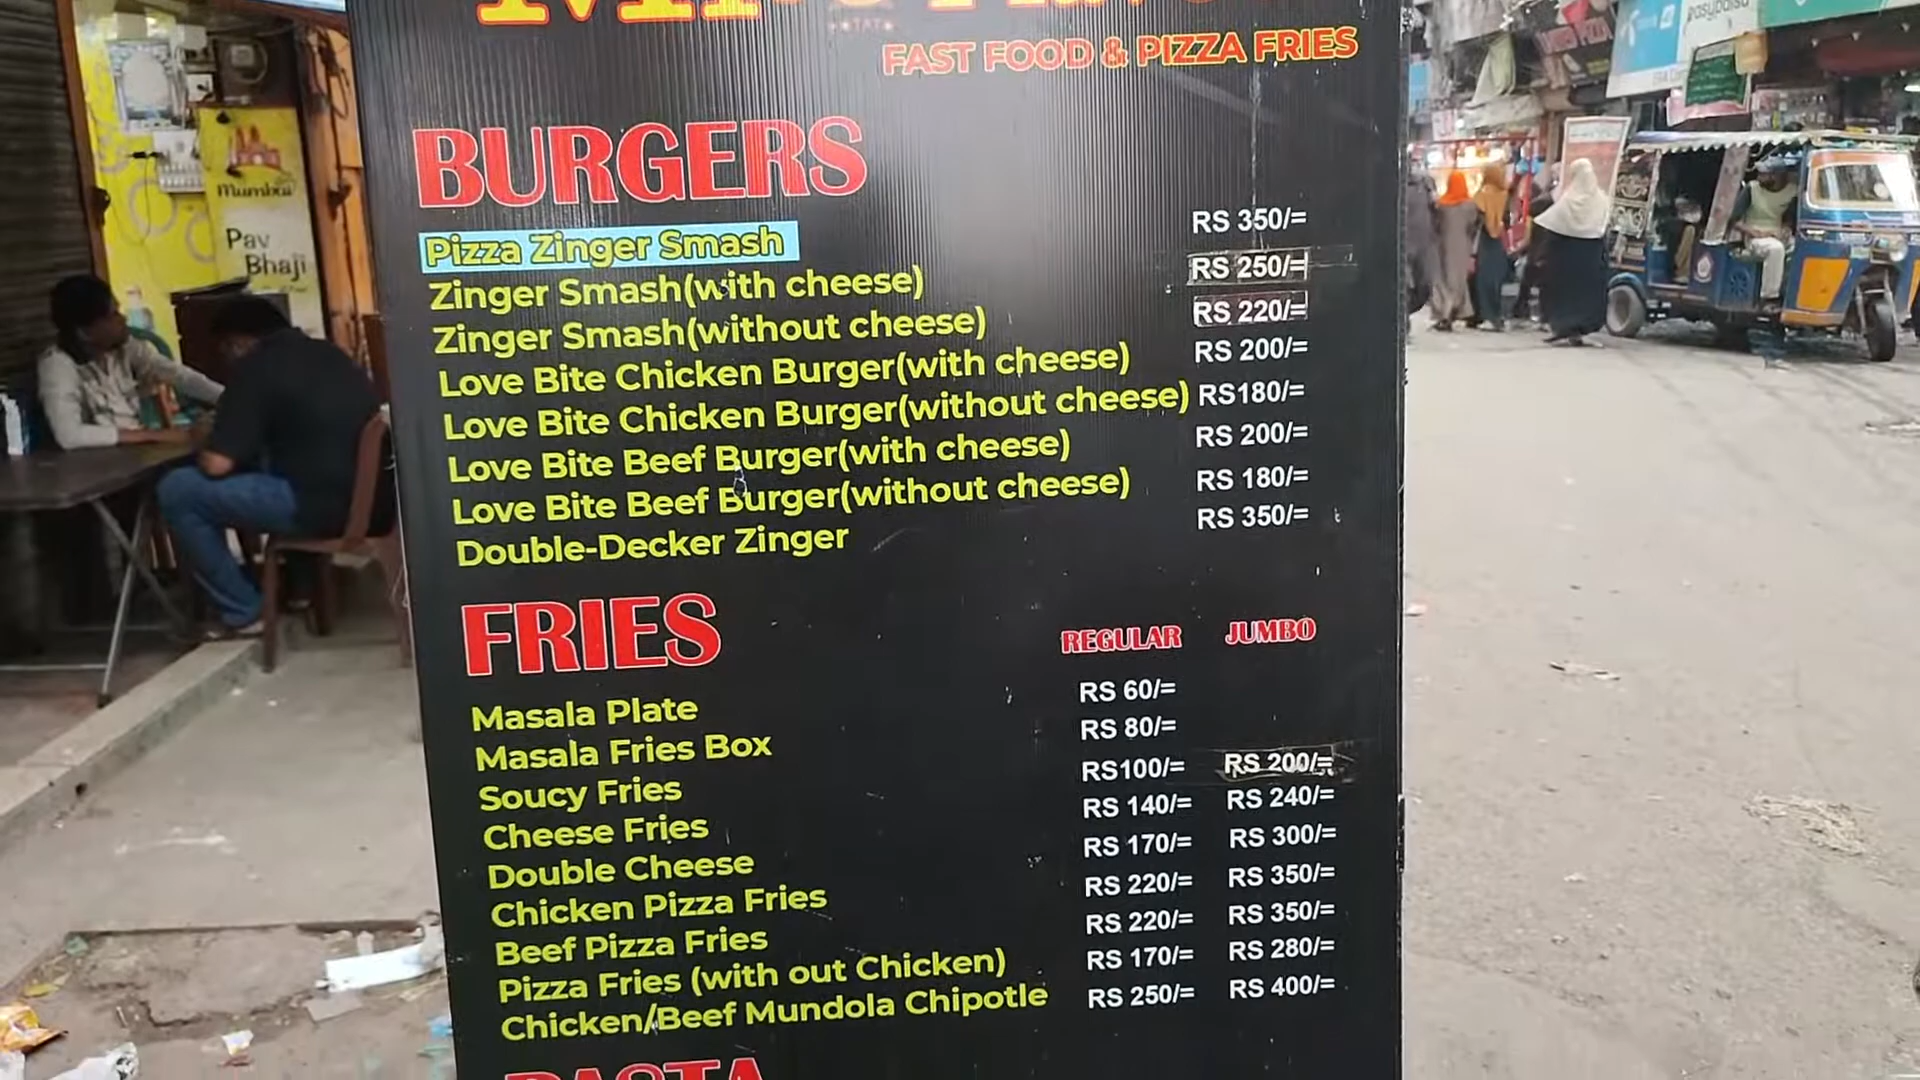 FAST FOOD & PIZZA FRIES
BURGERS
Pizza Zinger Smash RS 350/=
Zinger Smash(with cheese) RS 250/=
Zinger Smash(without cheese) RS 220/=
Love Bite Chicken Burger(with cheese) RS 200/=
Love Bite Chicken Burger(without cheese) RS180/=
Love Bite Beef Burger(with cheese) RS 200/=
Love Bite Beef Burger(without cheese) RS 180/=
Double-Decker Zinger RS 350/=
FRIES REGULAR JUMBO
Masala Plate RS 60/=
Masala Fries Box RS 80/=
Soucy Fries RS100/= RS 200/=
Cheese Fries RS 140/= RS 240/=
Double Cheese RS 170/= RS 300/=
Chicken Pizza Fries RS 220/= RS 350/=
Beef Pizza Fries RS 220/= RS 350/=
Pizza Fries (with out Chicken) RS 170/= RS 280/=
Chicken/Beef Mundola Chipotle RS 250/= RS 400/=
PASTA
Mumbai
Pav
Bhaji
easypaisa